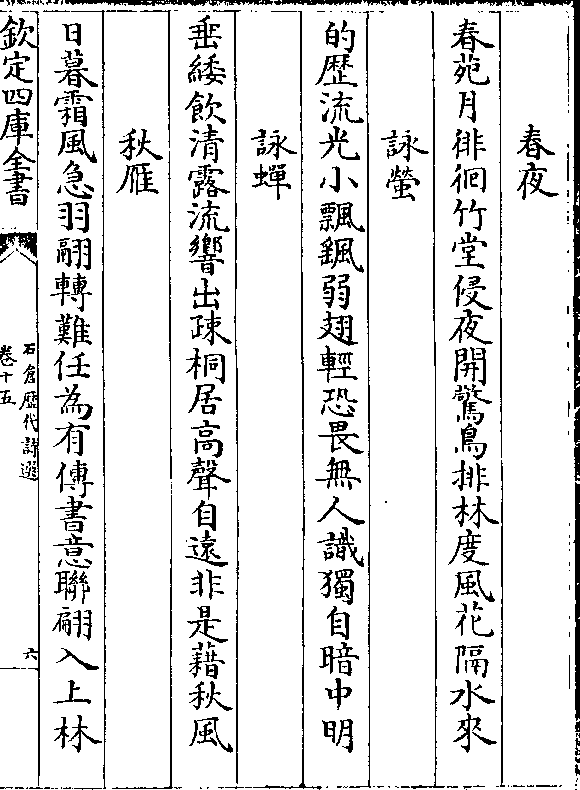 春夜
春苑月徘徊竹堂侵夜開驚鳥排林度風花隔水來
詠螢
的歴流光小飄颻弱翅輕恐畏無人識獨自暗中明
詠蟬
垂緌飲清露流響出疎桐居高聲自遠非是藉秋風
秋雁
日暮霜風急羽翮轉難任為有傳書意聯翩入上林
欽定四庫全書
石倉歴代詩選
卷十五
六